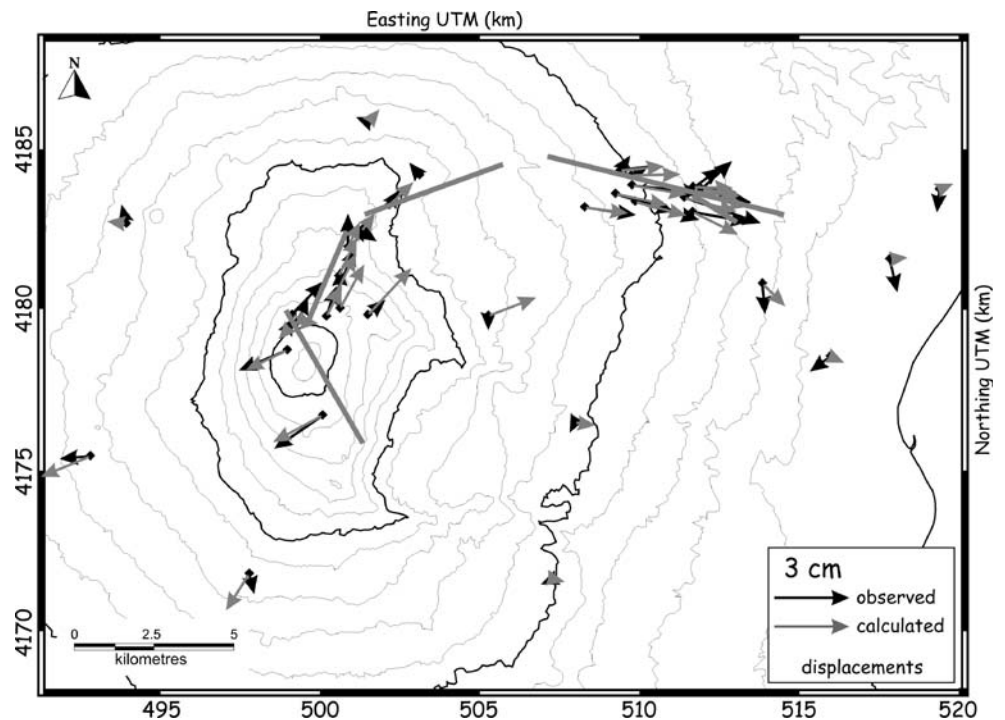 Easting UTM (km)
N
4185
4180
4175
4170
Northing UTM (km)
3 cm
observed
calculated
displacements
0 2.5 5
kilometres
495 500 505 510 515 520